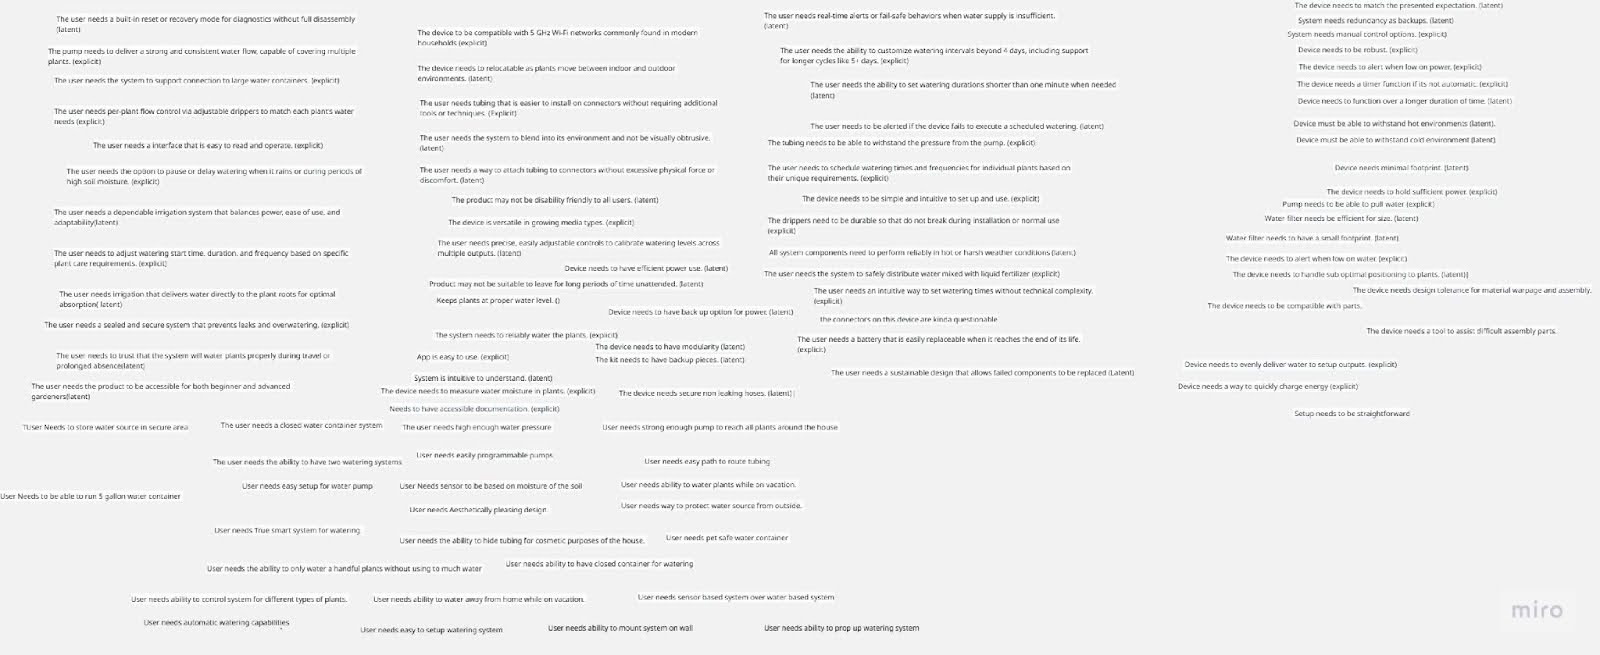 The user needs a built-in reset or recovery mode for diagnostics without full disassembly
(latent)
The pump needs to deliver a strong and consistent water flow, capable of covering multiple
plants. (explicit)
The user needs the system to support connection to large water containers. (explicit)
The user needs per-plant flow control via adjustable drippers to match each plant's water
needs (explicit)
The user needs a interface that is easy to read and operate. (explicit)
The user needs the option to pause or delay watering when it rains or during periods of
high soil moisture. (explicit)
The user needs a dependable irrigation system that balances power, ease of use, and
adaptability(latent)
The user needs to adjust watering start time, duration, and frequency based on specific
plant care requirements. (explicit)
The user needs irrigation that delivers water directly to the plant roots for optimal
absorption( latent)
The user needs a sealed and secure system that prevents leaks and overwatering. (explicit)
The user needs to trust that the system will water plants properly during travel or
prolonged absence(latent)
The user needs the product to be accessible for both beginner and advanced
gardeners(latent)
The device to be compatible with 5 GHz Wi-Fi networks commonly found in modern
households (explicit)
The device needs to relocatable as plants move between indoor and outdoor
environments. (latent)
The user needs tubing that is easier to install on connectors without requiring additional
tools or techniques. (Explicit)
The user needs the system to blend into its environment and not be visually obtrusive.
(latent)
The user needs a way to attach tubing to connectors without excessive physical force or
discomfort. (latent)
The product may not be disability friendly to all users. (latent)
The device is versatile in growing media types. (explicit)
The user needs precise, easily adjustable controls to calibrate watering levels across
multiple outputs. (latent)
Device needs to have efficient power use. (latent)
Product may not be suitable to leave for long periods of time unattended. (latent)
Keeps plants at proper water level. ()
Device needs to have back up option for power. (latent)
The system needs to reliably water the plants. (explicit)
The device needs to have modularity (latent)
App is easy to use. (explicit)
The kit needs to have backup pieces. (latent)
System is intuitive to understand. (latent)
The device needs to measure water moisture in plants. (explicit)
The device needs secure non leaking hoses. (latent)|
Needs to have accessible documentation. (explicit)
The user needs real-time alerts or fail-safe behaviors when water supply is insufficient.
(latent)
The user needs the ability to customize watering intervals beyond 4 days, including support
for longer cycles like 5+ days. (explicit)
The user needs the ability to set watering durations shorter than one minute when needed
(latent)
The user needs to be alerted if the device fails to execute a scheduled watering. (latent)
The tubing needs to be able to withstand the pressure from the pump. (explicit)
The user needs to schedule watering times and frequencies for individual plants based on
their unique requirements. (explicit)
The device needs to be simple and intuitive to set up and use. (explicit)
The drippers need to be durable so that do not break during installation or normal use
(explicit)
All system components need to perform reliably in hot or harsh weather conditions (latent)
The user needs the system to safely distribute water mixed with liquid fertilizer (explicit)
The user needs an intuitive way to set watering times without technical complexity.
(explicit)
the connectors on this device are kinda questionable
The user needs a battery that is easily replaceable when it reaches the end of its life.
(explicit)
The user needs a sustainable design that allows failed components to be replaced (Latent)
The device needs to match the presented expectation. (latent)
System needs redundancy as backups. (latent)
System needs manual control options. (explicit)
Device needs to be robust. (explicit)
The device needs to alert when low on power. (explicit)
The device needs a timer function if its not automatic. (explicit)
Device needs to function over a longer duration of time. (latent)
Device must be able to withstand hot environments (latent).
Device must be able to withstand cold environment (latent)
Device needs minimal footprint. (latent)
The device needs to hold sufficient power. (explicit)
Pump needs to be able to pull water (explicit)
Water filter needs be efficient for size. (latent)
Water filter needs to have a small footprint. (latent)
The device needs to alert when low on water. (explicit)
The device needs to handle sub optimal positioning to plants. (latent)|
The device needs design tolerance for material warpage and assembly.
The device needs to be compatible with parts.
The device needs a tool to assist difficult assembly parts.
Device needs to evenly deliver water to setup outputs. (explicit)
Device needs a way to quickly charge energy (explicit)
Setup needs to be straightforward
TUser Needs to store water source in secure area
The user needs a closed water container system
The user needs high enough water pressure
User needs strong enough pump to reach all plants around the house
The user needs the ability to have two watering systems
User needs easily programmable pumps
User needs easy path to route tubing
User Needs to be able to run 5 gallon water container
User needs easy setup for water pump
User Needs sensor to be based on moisture of the soil
User needs ability to water plants while on vacation.
User needs Aesthetically pleasing design
User needs way to protect water source from outside.
User needs True smart system for watering
User needs the ability to hide tubing for cosmetic purposes of the house.
User needs pet safe water container
User needs the ability to only water a handful plants without using to much water
User needs ability to have closed container for watering
User needs ability to control system for different types of plants.
User needs ability to water away from home while on vacation.
User needs sensor based system over water based system
User needs automatic watering capabilities
User needs easy to setup watering system
User needs ability to mount system on wall
User needs ability to prop up watering system
miro